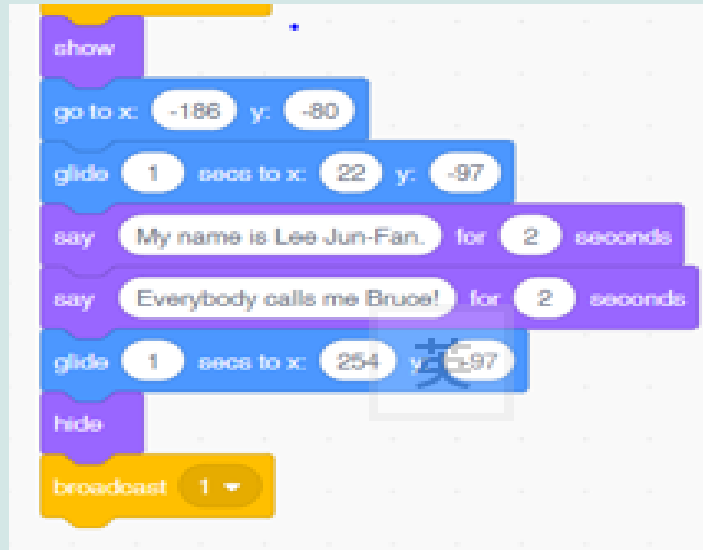 show
go to x: -186 y: -80
glide 1 secs to x: 22 y: -97
say My name is Lee Jun-Fan. for 2 seconds
say Everybody calls me Bruce! for 2 seconds
glide 1 secs to x: 254 y: -97
英
hide
broadcast 1